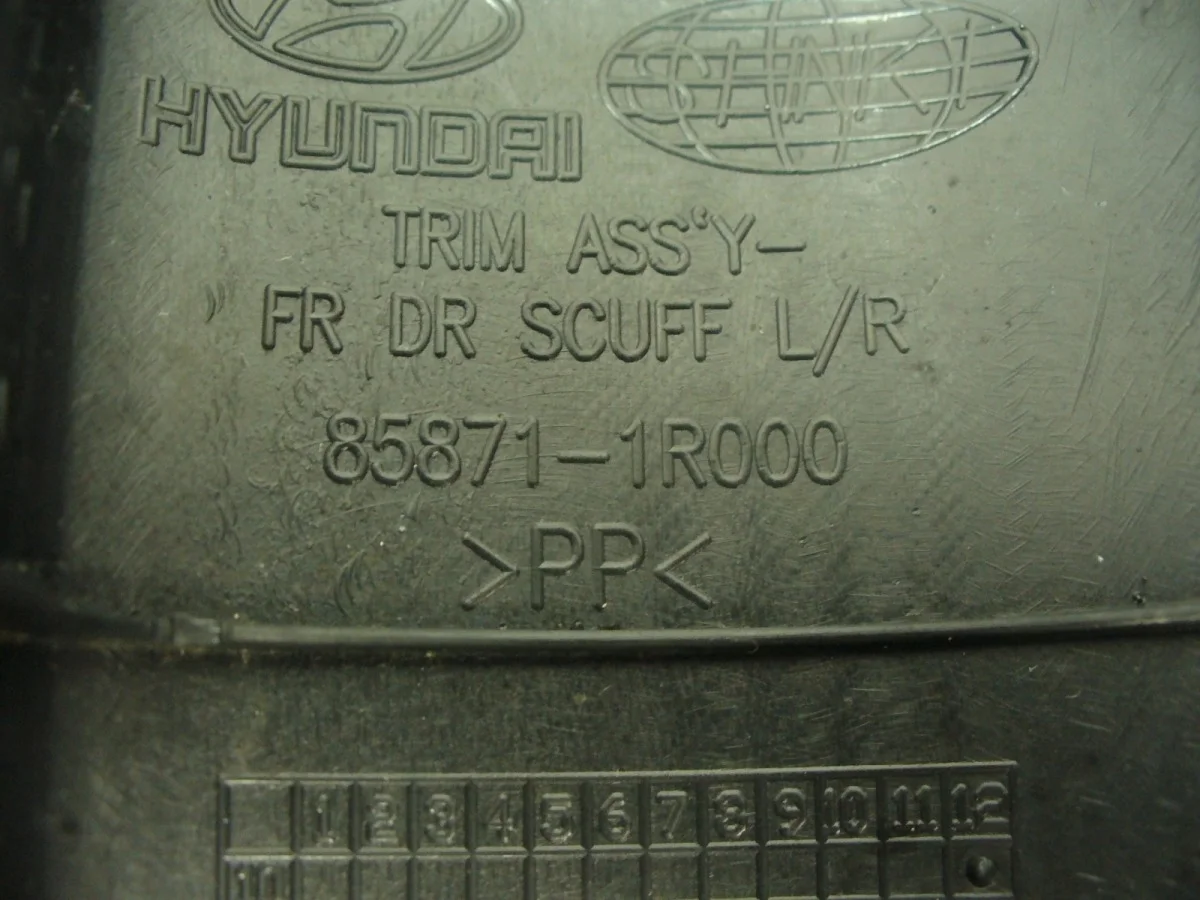 HYUNDAI
TRIM ASS'Y-
FR DR SCUFF L/R
85871-1R000
>PP<
1 2 3 4 5 6 7 8 9 10 11 12
10